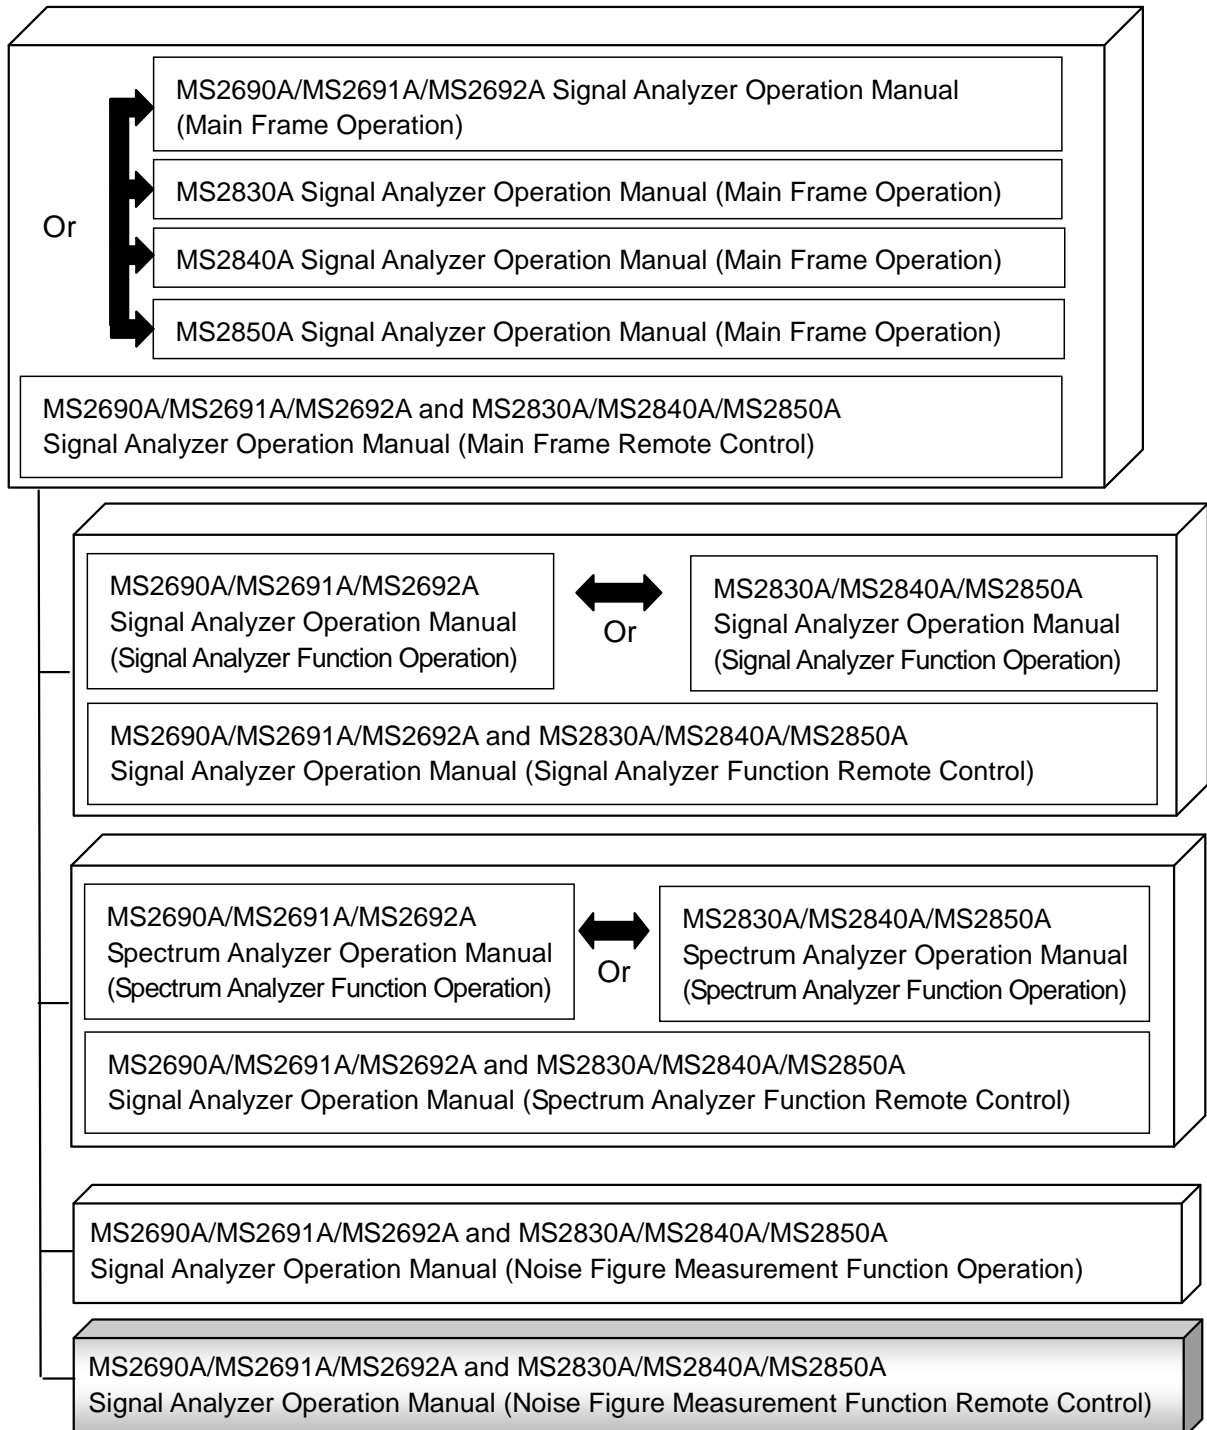 MS2690A/MS2691A/MS2692A Signal Analyzer Operation Manual
(Main Frame Operation)
MS2830A Signal Analyzer Operation Manual (Main Frame Operation)
Or
MS2840A Signal Analyzer Operation Manual (Main Frame Operation)
MS2850A Signal Analyzer Operation Manual (Main Frame Operation)
MS2690A/MS2691A/MS2692A and MS2830A/MS2840A/MS2850A
Signal Analyzer Operation Manual (Main Frame Remote Control)
MS2690A/MS2691A/MS2692A
Signal Analyzer Operation Manual
(Signal Analyzer Function Operation)
Or
MS2830A/MS2840A/MS2850A
Signal Analyzer Operation Manual
(Signal Analyzer Function Operation)
MS2690A/MS2691A/MS2692A and MS2830A/MS2840A/MS2850A
Signal Analyzer Operation Manual (Signal Analyzer Function Remote Control)
MS2690A/MS2691A/MS2692A
Spectrum Analyzer Operation Manual
(Spectrum Analyzer Function Operation)
Or
MS2830A/MS2840A/MS2850A
Spectrum Analyzer Operation Manual
(Spectrum Analyzer Function Operation)
MS2690A/MS2691A/MS2692A and MS2830A/MS2840A/MS2850A
Signal Analyzer Operation Manual (Spectrum Analyzer Function Remote Control)
MS2690A/MS2691A/MS2692A and MS2830A/MS2840A/MS2850A
Signal Analyzer Operation Manual (Noise Figure Measurement Function Operation)
MS2690A/MS2691A/MS2692A and MS2830A/MS2840A/MS2850A
Signal Analyzer Operation Manual (Noise Figure Measurement Function Remote Control)